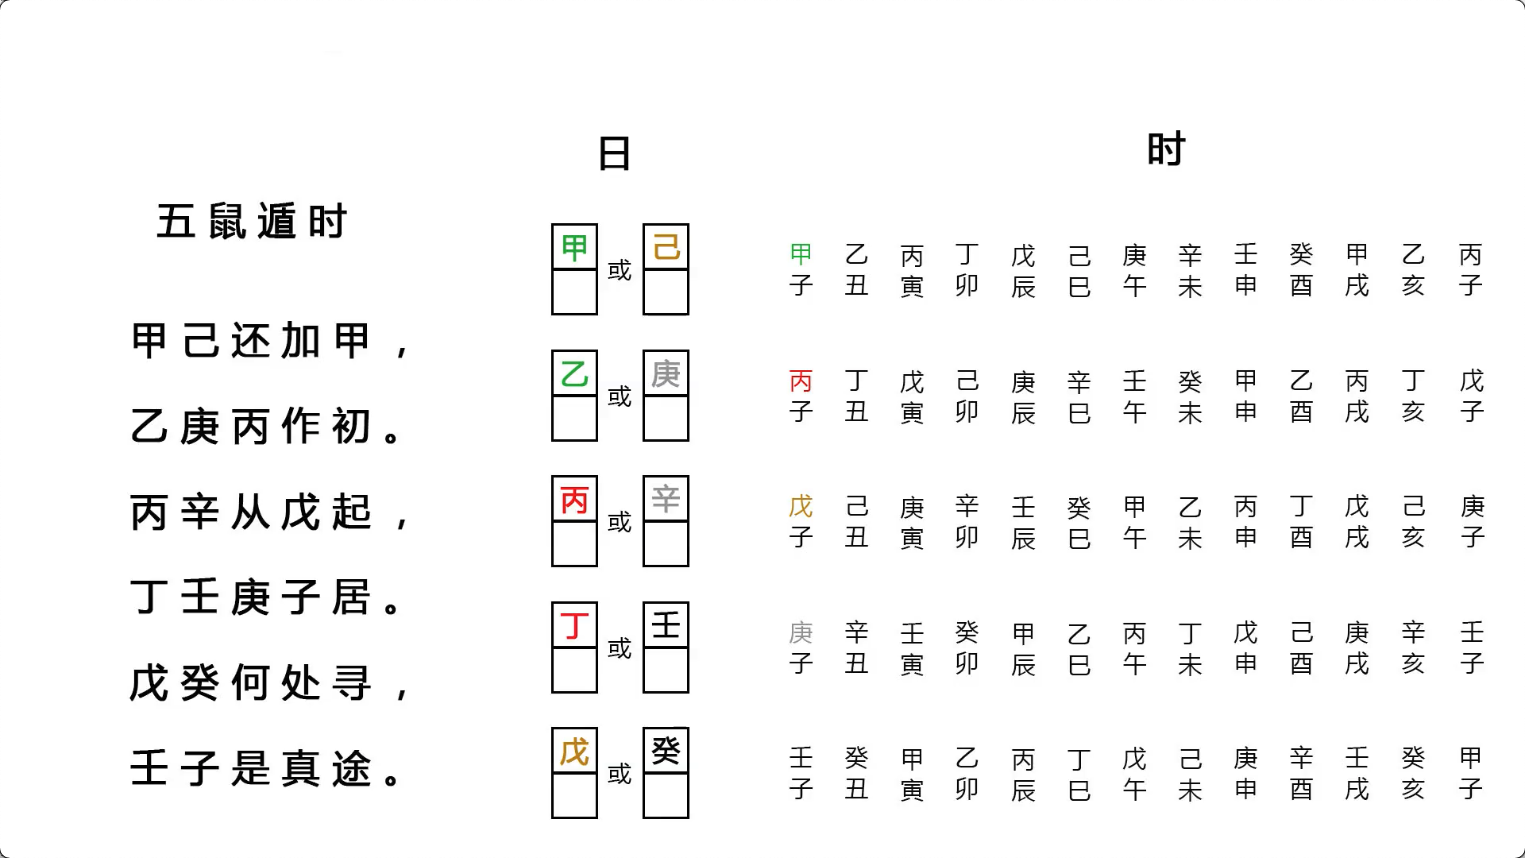 五鼠遁时
甲己还加甲，
乙庚丙作初。
丙辛从戊起，
丁壬庚子居。
戊癸何处寻，
壬子是真途。
日
甲 或 己
乙 或 庚
丙 或 辛
丁 或 壬
戊 或 癸
时
甲 乙 丙 丁 戊 己 庚 辛 壬 癸 甲 乙 丙
子 丑 寅 卯 辰 巳 午 未 申 酉 戌 亥 子
丙 丁 戊 己 庚 辛 壬 癸 甲 乙 丙 丁 戊
子 丑 寅 卯 辰 巳 午 未 申 酉 戌 亥 子
戊 己 庚 辛 壬 癸 甲 乙 丙 丁 戊 己 庚
子 丑 寅 卯 辰 巳 午 未 申 酉 戌 亥 子
庚 辛 壬 癸 甲 乙 丙 丁 戊 己 庚 辛 壬
子 丑 寅 卯 辰 巳 午 未 申 酉 戌 亥 子
壬 癸 甲 乙 丙 丁 戊 己 庚 辛 壬 癸 甲
子 丑 寅 卯 辰 巳 午 未 申 酉 戌 亥 子